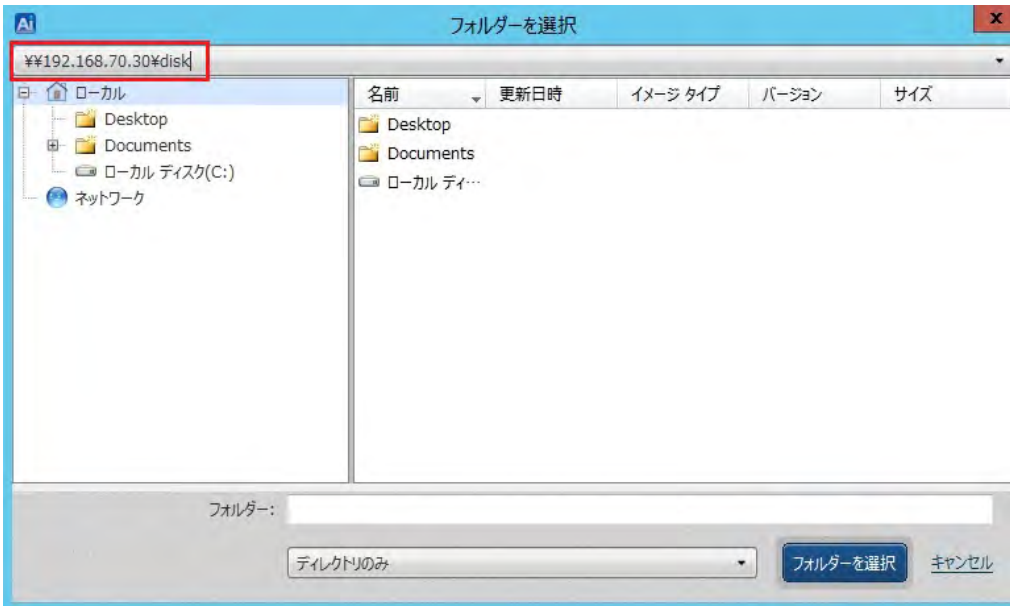 Ai フォルダーを選択 x
¥¥192.168.70.30¥disk
ローカル
Desktop
Documents
ローカル ディスク(C:)
ネットワーク
名前 更新日時 イメージ タイプ バージョン サイズ
Desktop
Documents
ローカル ディ…
フォルダー:
ディレクトリのみ フォルダーを選択 キャンセル